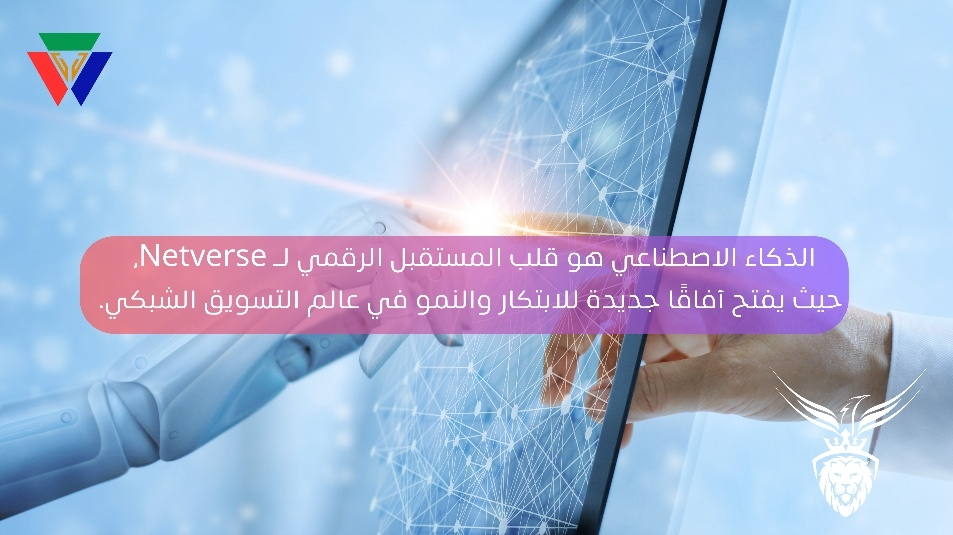 الذكاء الاصطناعي هو قلب المستقبل الرقمي لـ Netverse،
حيث يفتح آفاقًا جديدة للابتكار والنمو في عالم التسويق الشبكي.